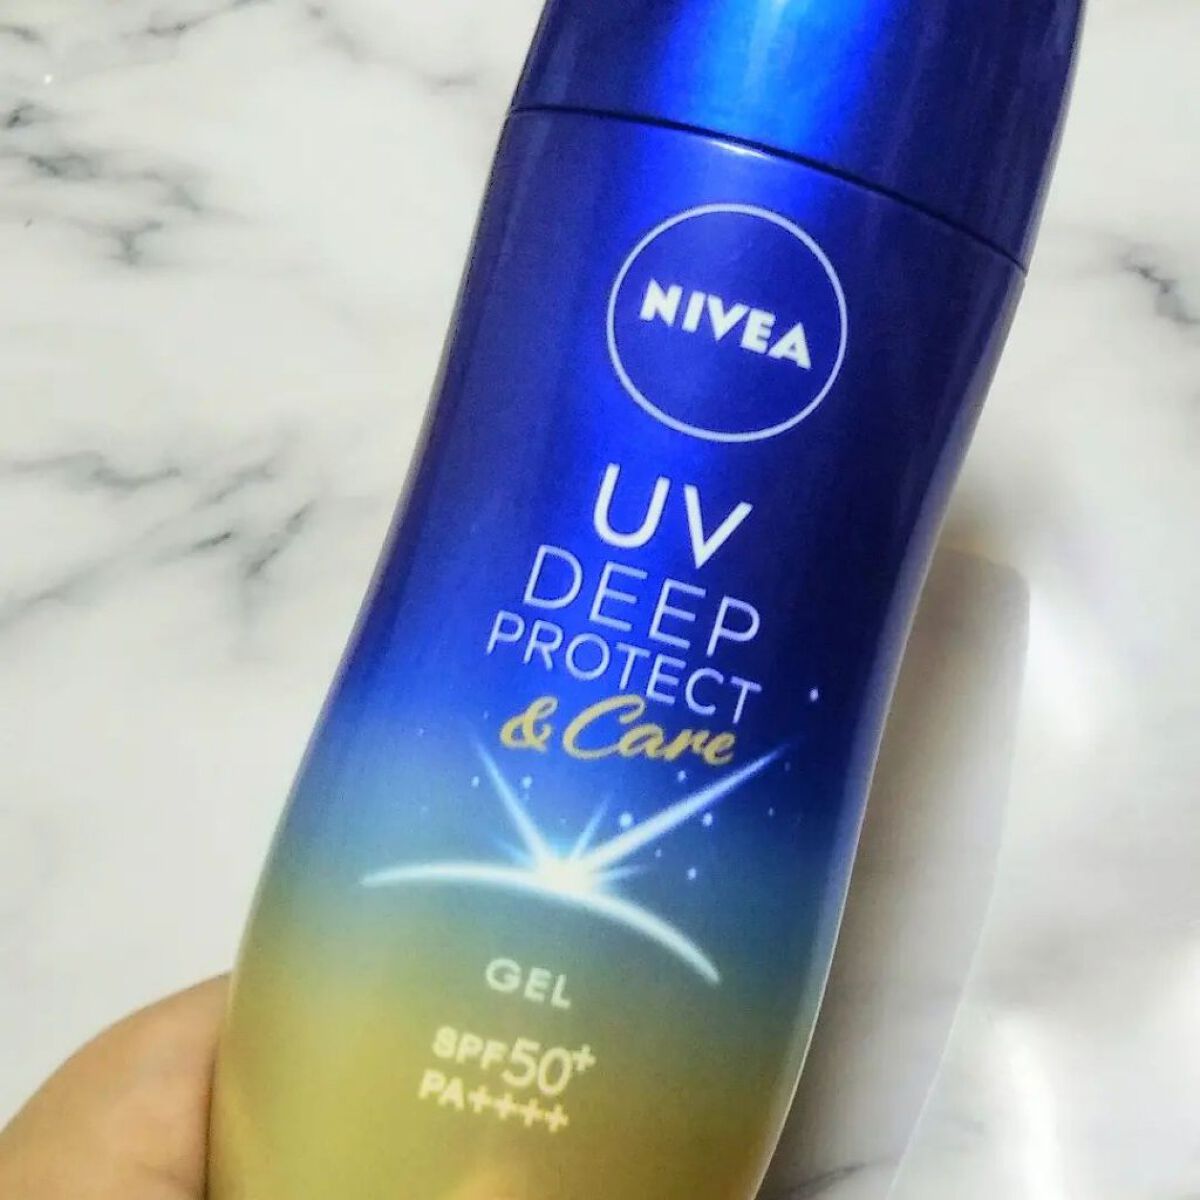 NIVEA
UV
DEEP
PROTECT
& Care
GEL
SPF50+
PA++++